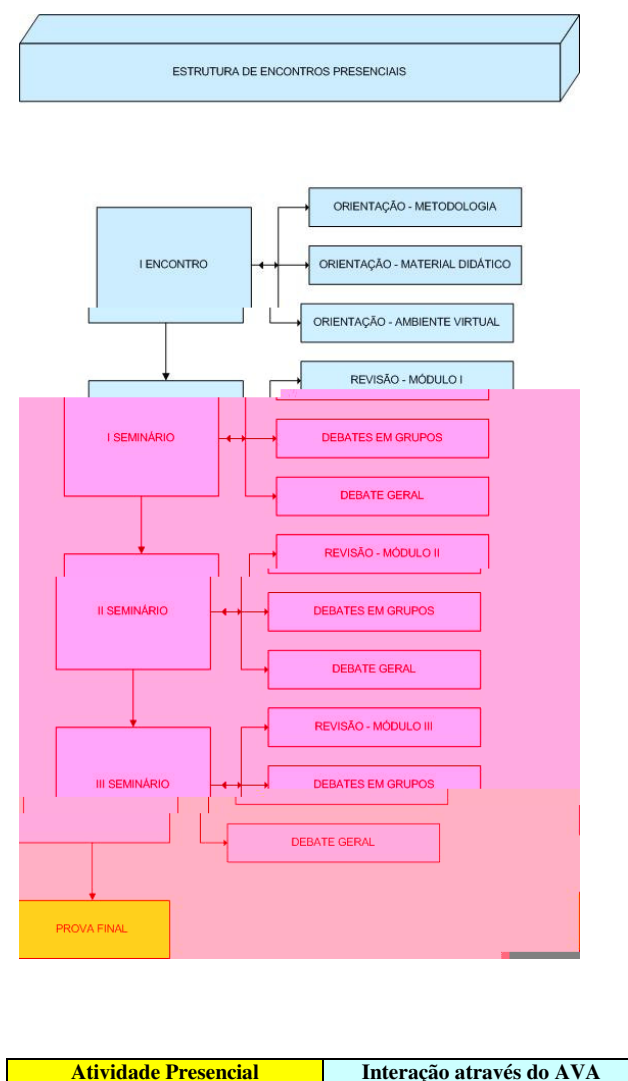 ESTRUTURA DE ENCONTROS PRESENCIAIS
ORIENTAÇÃO - METODOLOGIA
I ENCONTRO
ORIENTAÇÃO - MATERIAL DIDÁTICO
ORIENTAÇÃO - AMBIENTE VIRTUAL
REVISÃO - MÓDULO I
I SEMINÁRIO
DEBATES EM GRUPOS
DEBATE GERAL
REVISÃO - MÓDULO II
II SEMINÁRIO
DEBATES EM GRUPOS
DEBATE GERAL
REVISÃO - MÓDULO III
III SEMINÁRIO
DEBATES EM GRUPOS
DEBATE GERAL
PROVA FINAL
Atividade Presencial
Interação através do AVA